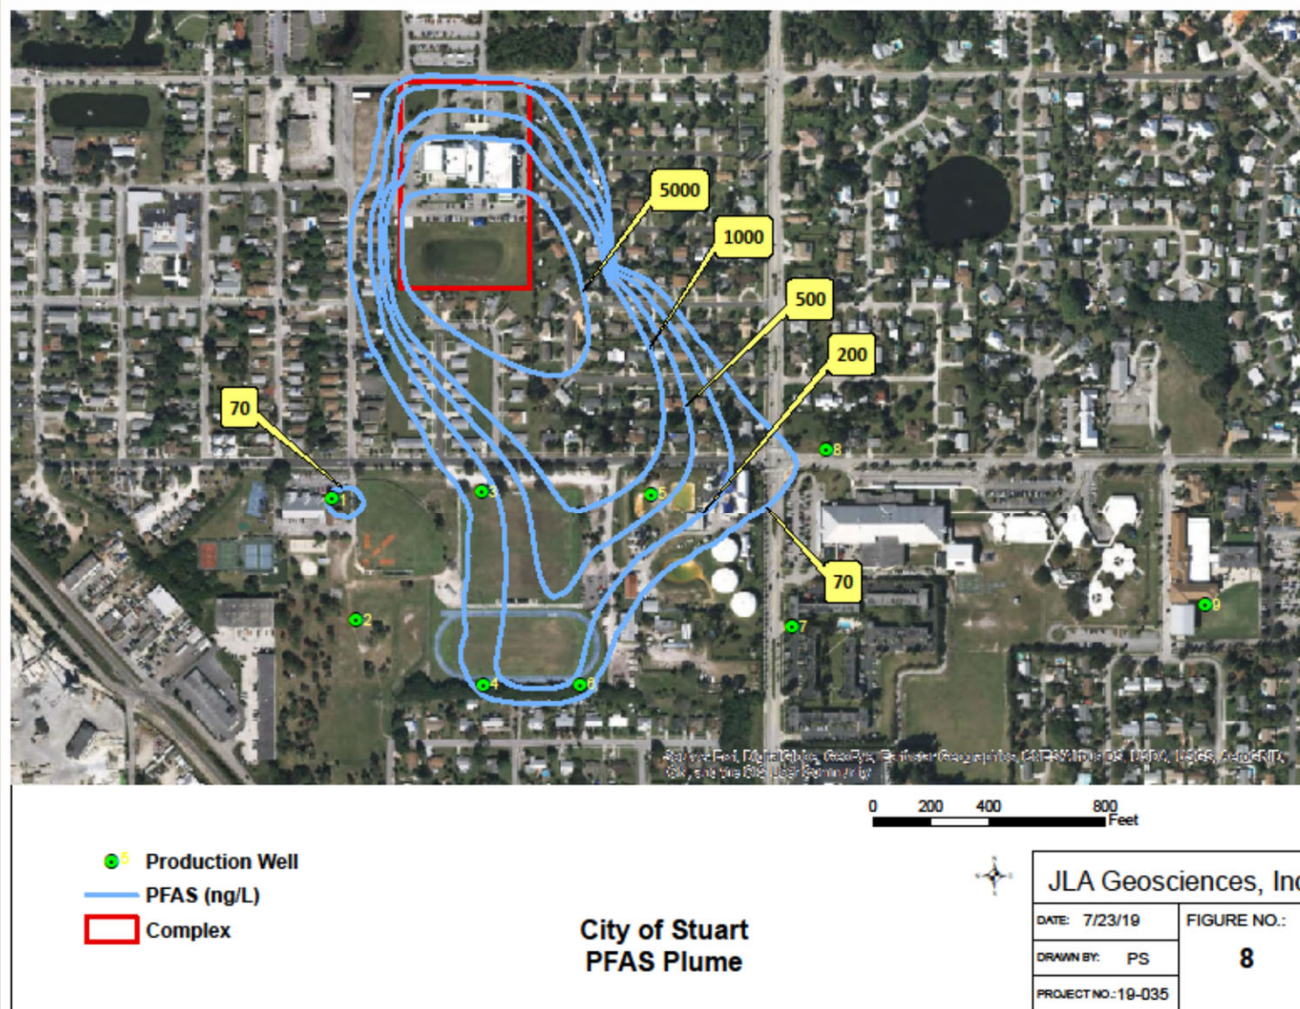 5000
1000
500
200
70
8
1
3
5
70
2
9
7
4
6
0 200 400 800
Feet
5 Production Well
PFAS (ng/L)
Complex
City of Stuart
PFAS Plume
JLA Geosciences, Inc
DATE: 7/23/19
FIGURE NO.:
DRAWN BY: PS
8
PROJECT NO.: 19-035